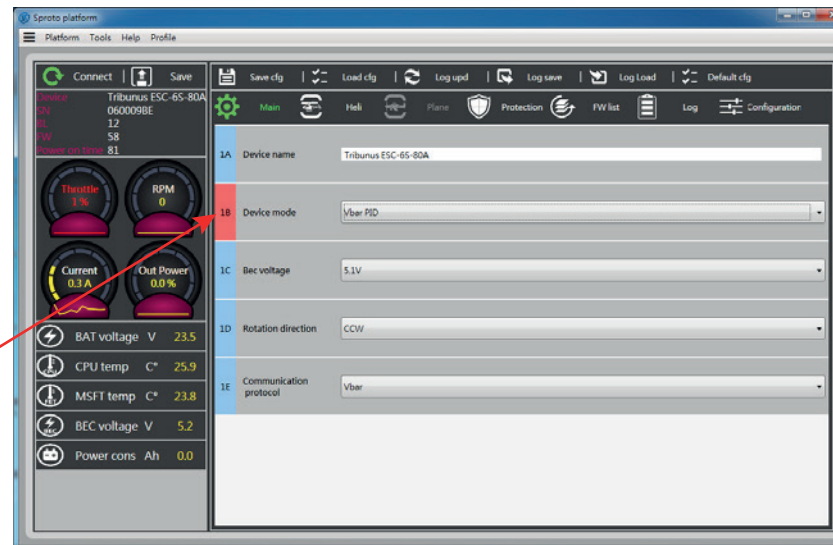 Sproto platform
Platform Tools Help Profile
Connect Save Save cfg Load cfg Log upd Log save Log Load Default cfg
Device Tribunus ESC-6S-80A
SN 060009BE
BL 12
FW 58
Power on time 81
Main Heli Plane Protection FW list Log Configuration
Throttle
1 %
RPM
0
Current
0.3 A
Out Power
0.0 %
BAT voltage V 23.5
CPU temp C° 25.9
MSFT temp C° 23.8
BEC voltage V 5.2
Power cons Ah 0.0
1A Device name Tribunus ESC-6S-80A
1B Device mode Vbar PID
1C Bec voltage 5.1V
1D Rotation direction CCW
1E Communication protocol Vbar